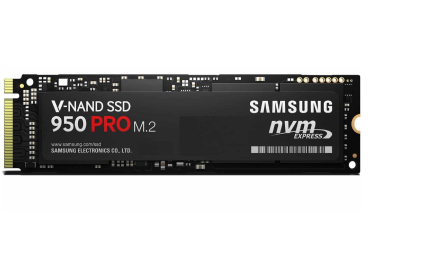 V-NAND SSD
950 PRO M.2
www.samsung.com/ssd
SAMSUNG ELECTRONICS CO., LTD.
SAMSUNG
nvm
EXPRESS